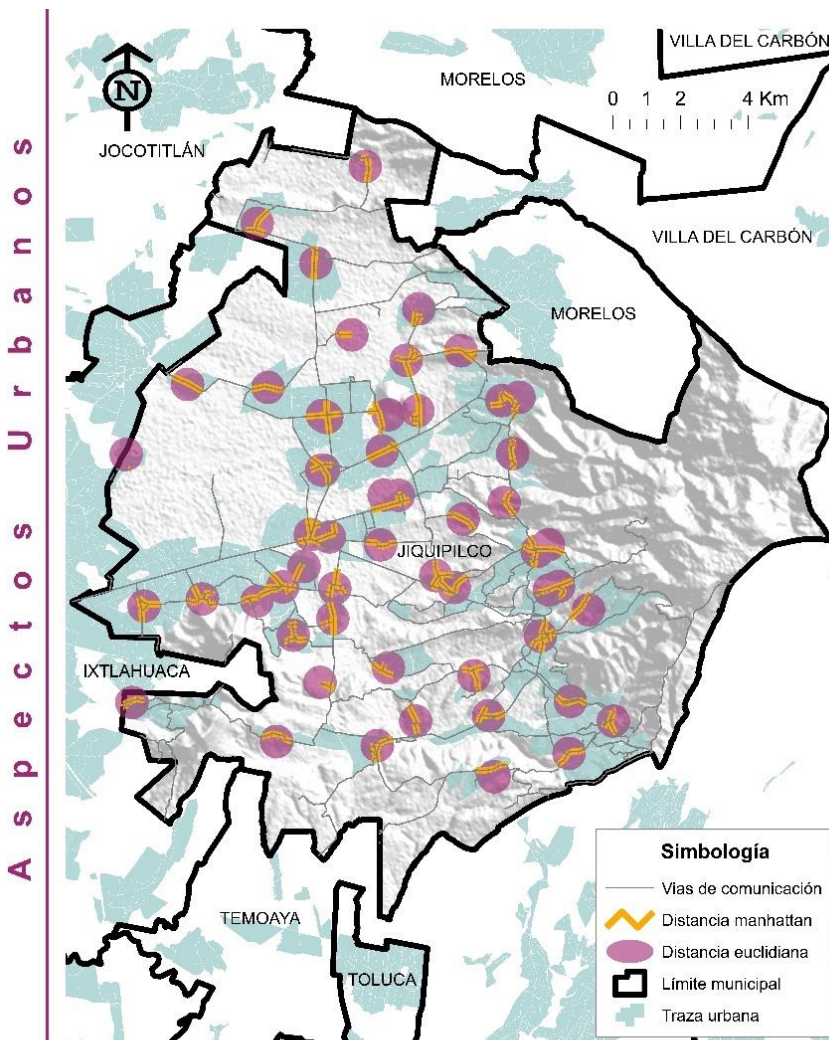 Aspectos Urbanos
VILLA DEL CARBÓN
MORELOS
N
0 1 2 4 Km
JOCOTITLÁN
VILLA DEL CARBÓN
MORELOS
JIQUIPILCO
IXTLAHUACA
TEMOAYA
TOLUCA
Simbología
Vias de comunicación
Distancia manhattan
Distancia euclidiana
Límite municipal
Traza urbana